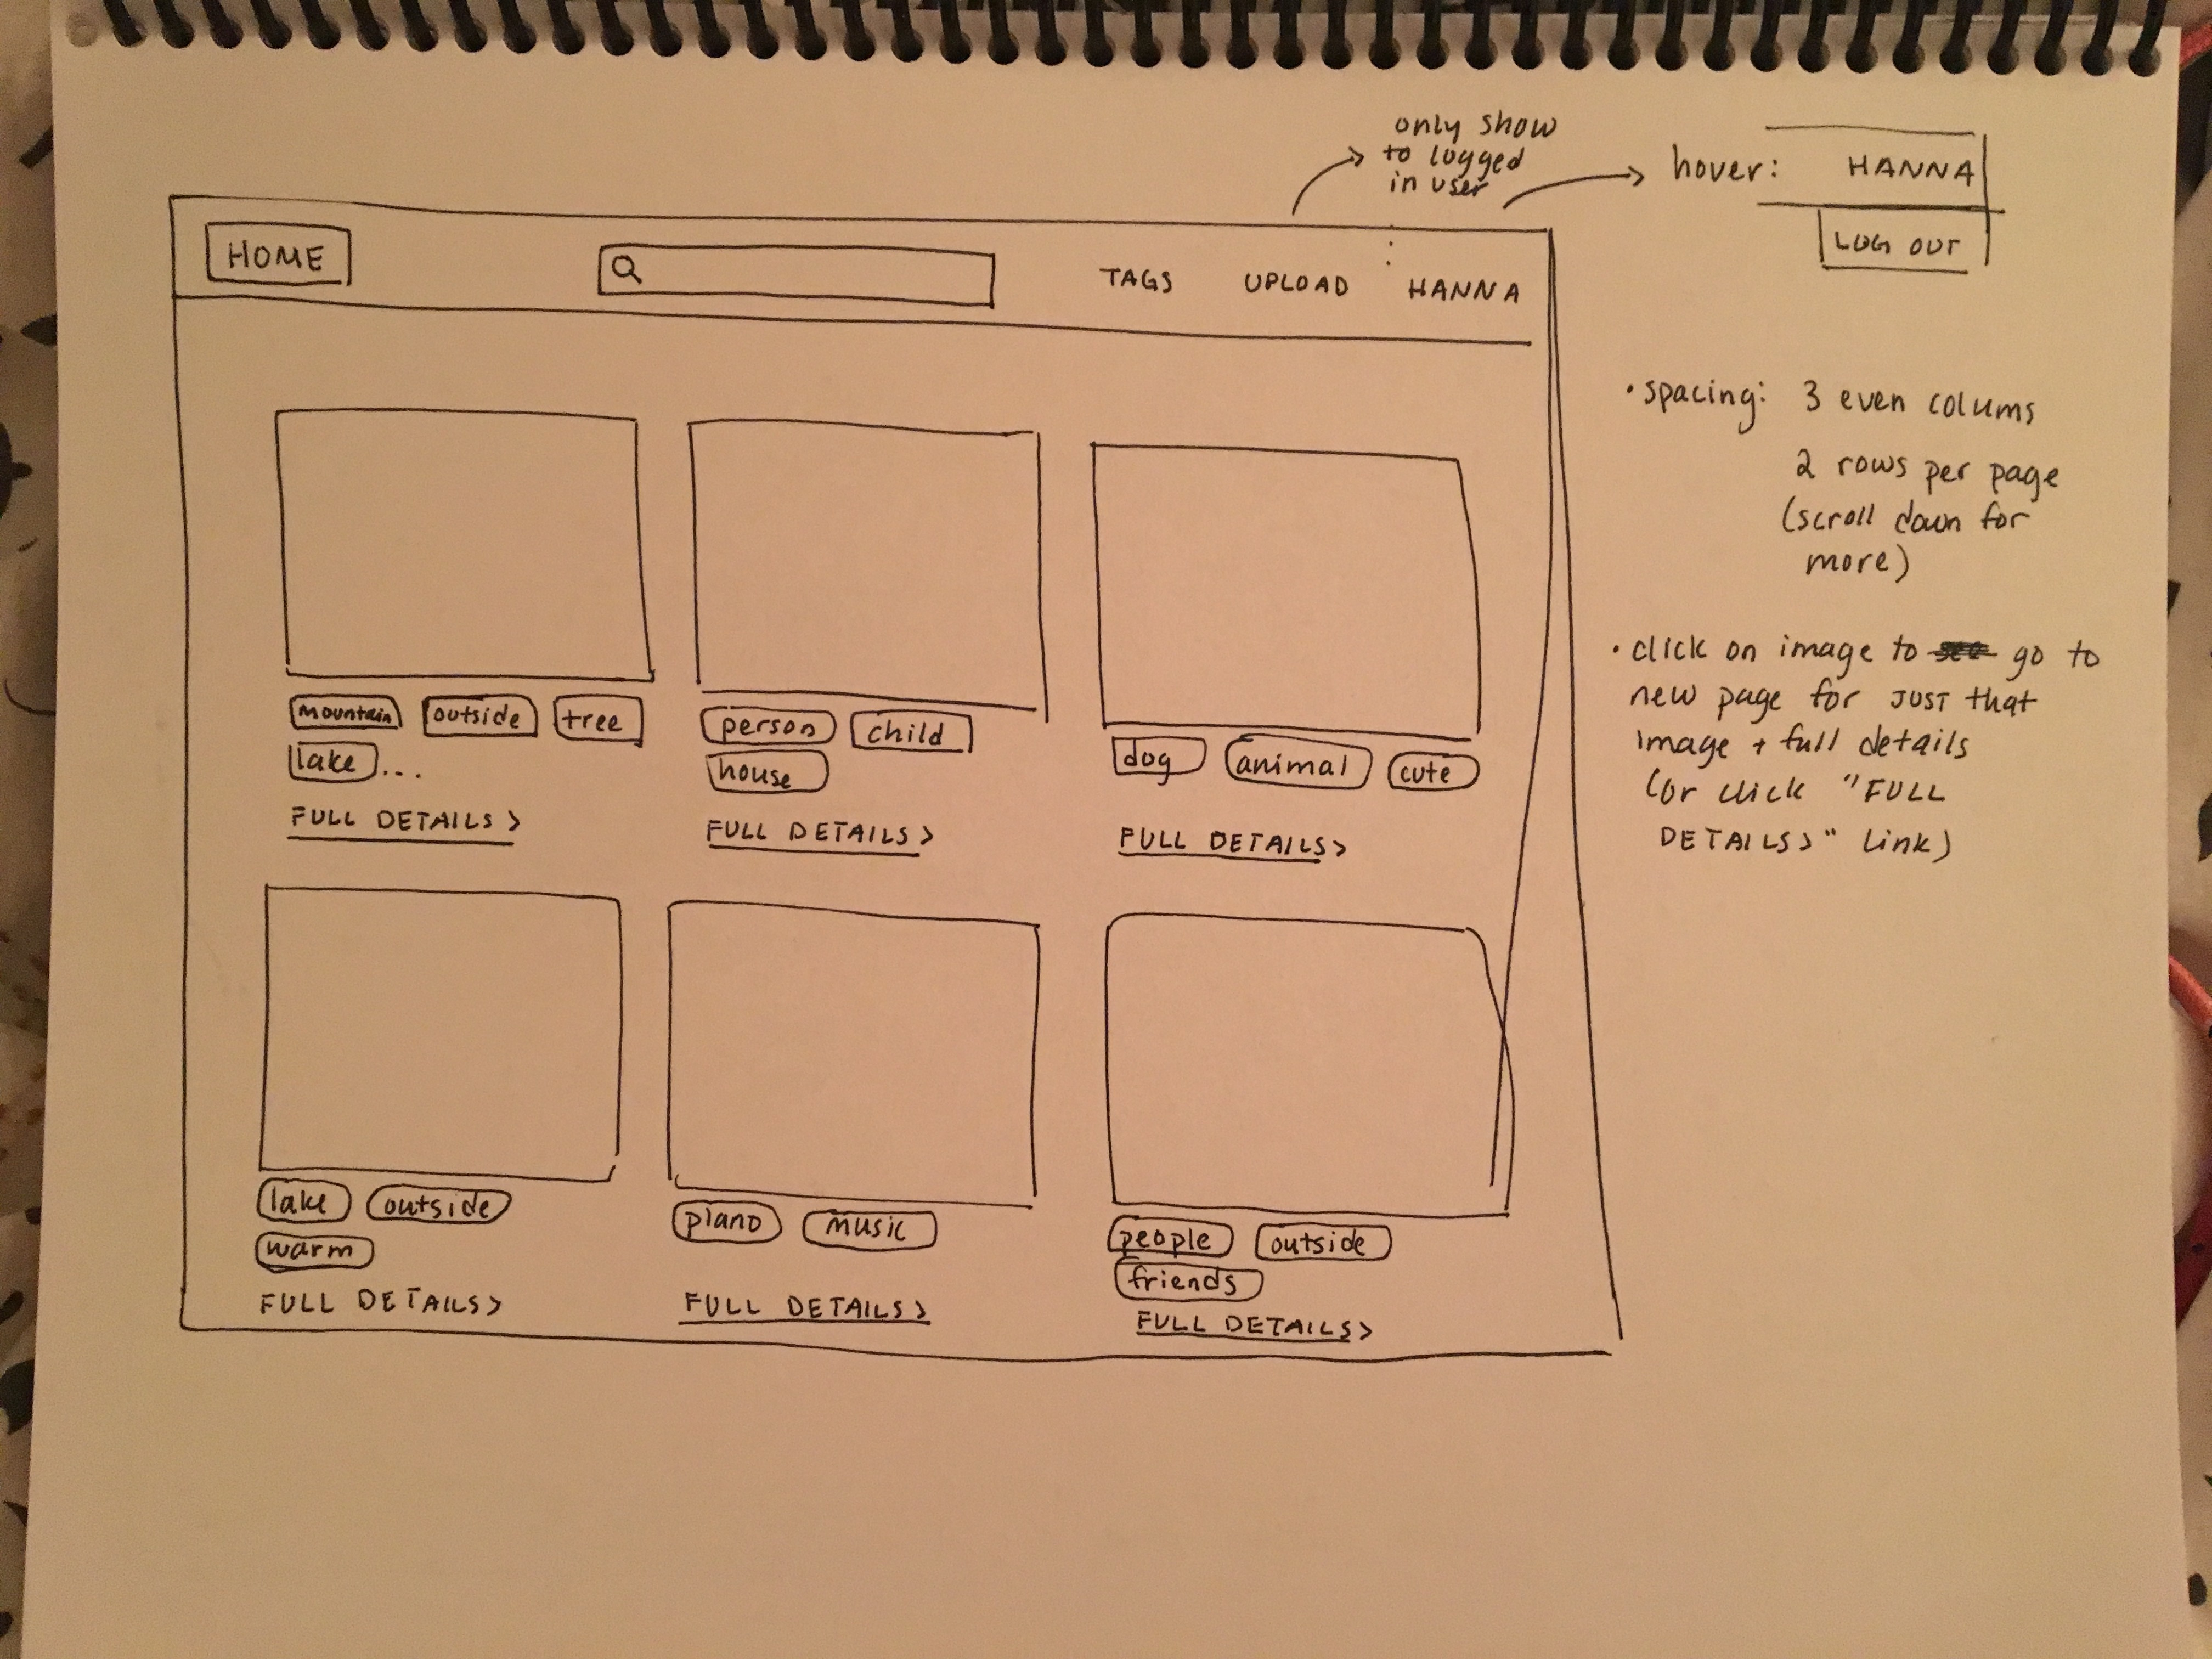 only show
to logged
in user
hover: HANNA
LOG OUT
HOME
TAGS UPLOAD HANNA
mountain outside tree
lake ...
FULL DETAILS >
person child
house
FULL DETAILS >
dog animal cute
FULL DETAILS >
lake outside
warm
FULL DETAILS >
piano music
FULL DETAILS >
people outside
friends
FULL DETAILS >
• spacing: 3 even colums
2 rows per page
(scroll down for
more)
• click on image to go to
new page for JUST that
image + full details
(or click "FULL
DETAILS >" link)